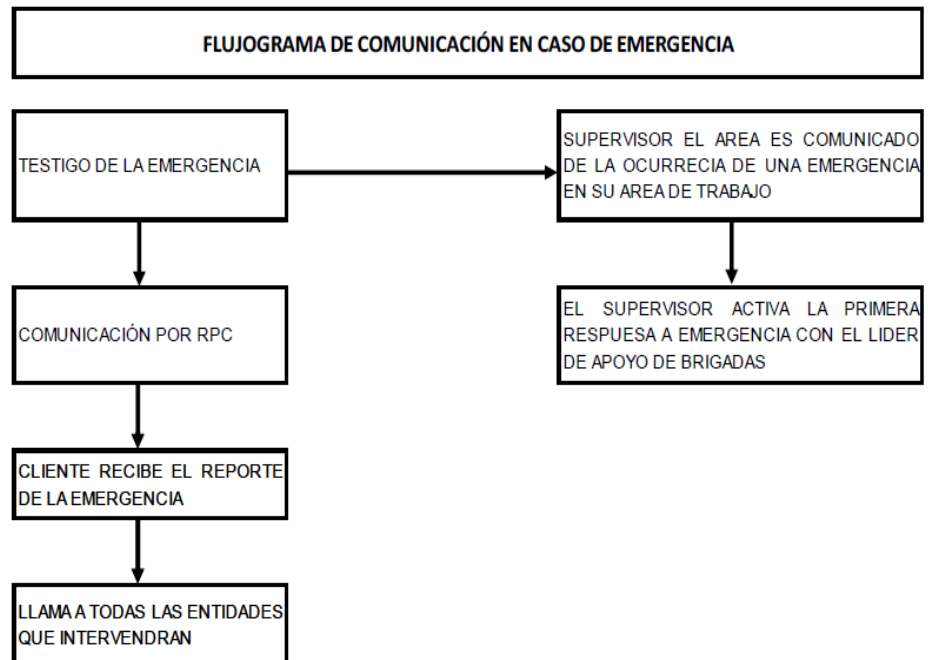 FLUJOGRAMA DE COMUNICACIÓN EN CASO DE EMERGENCIA
TESTIGO DE LA EMERGENCIA
SUPERVISOR EL AREA ES COMUNICADO
DE LA OCURRECIA DE UNA EMERGENCIA
EN SU AREA DE TRABAJO
COMUNICACIÓN POR RPC
EL SUPERVISOR ACTIVA LA PRIMERA
RESPUESA A EMERGENCIA CON EL LIDER
DE APOYO DE BRIGADAS
CLIENTE RECIBE EL REPORTE
DE LA EMERGENCIA
LLAMA A TODAS LAS ENTIDADES
QUE INTERVENDRAN